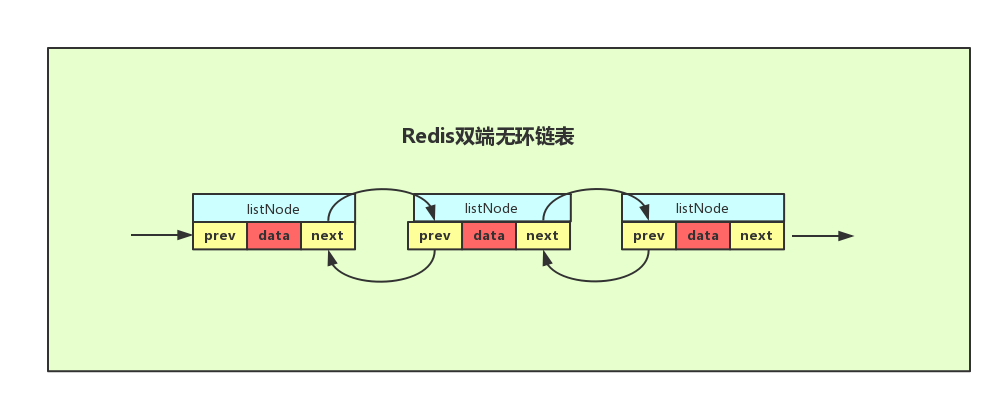 Redis双端无环链表
listNode listNode listNode
prev data next prev data next prev data next